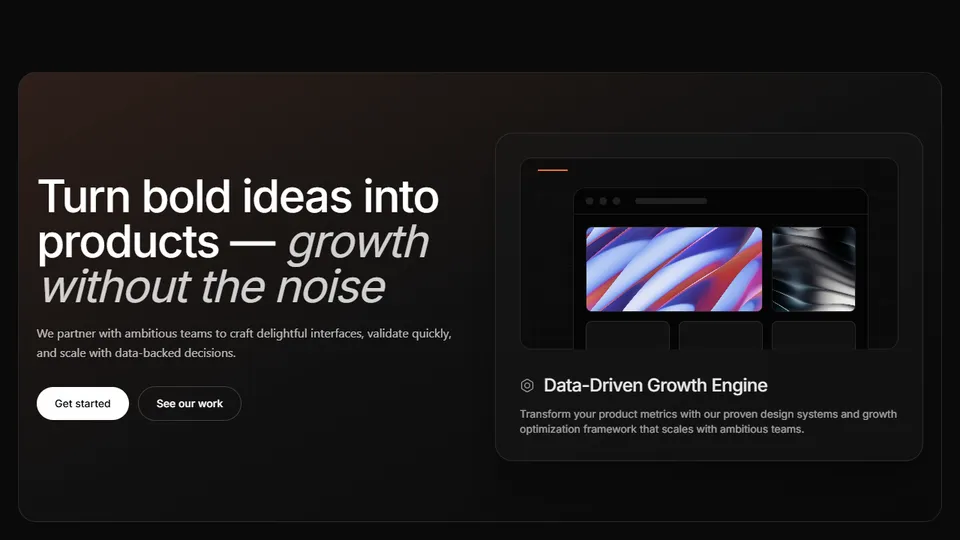 Turn bold ideas into
products — growth
without the noise
We partner with ambitious teams to craft delightful interfaces, validate quickly,
and scale with data-backed decisions.
Get started
See our work
Data-Driven Growth Engine
Transform your product metrics with our proven design systems and growth
optimization framework that scales with ambitious teams.